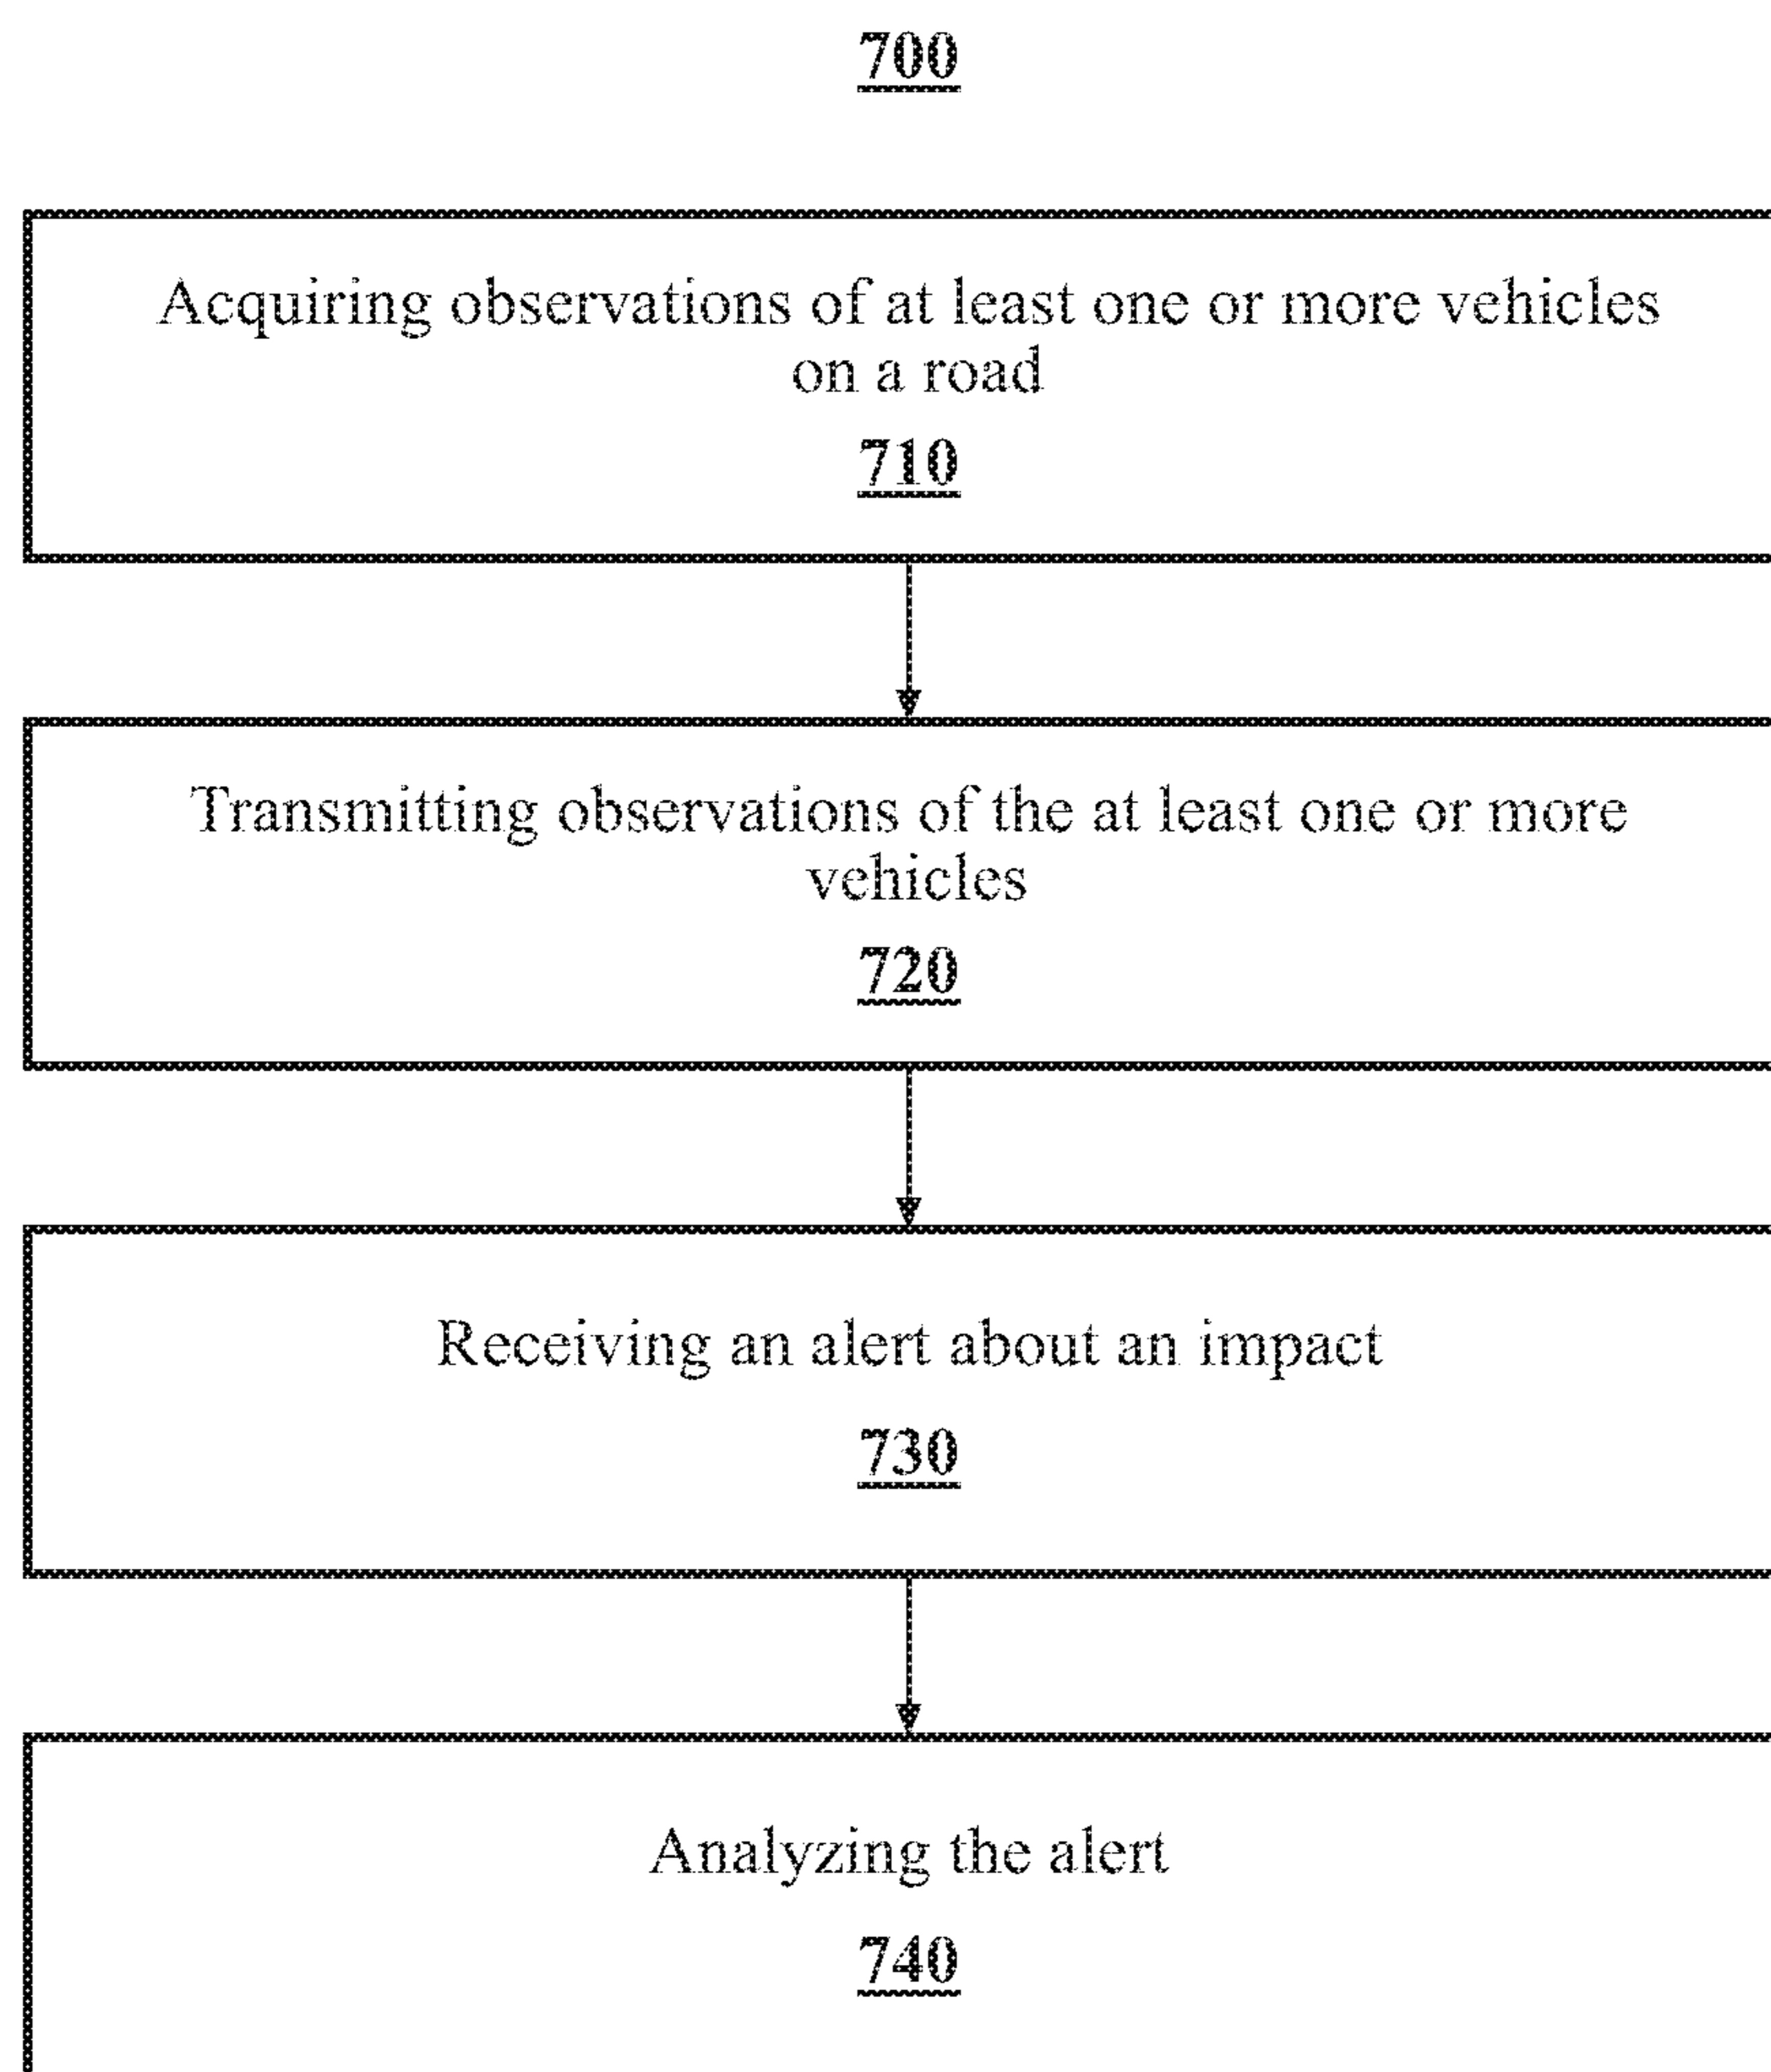 700
Acquiring observations of at least one or more vehicles
on a road
710
Transmitting observations of the at least one or more
vehicles
720
Receiving an alert about an impact
730
Analyzing the alert
740